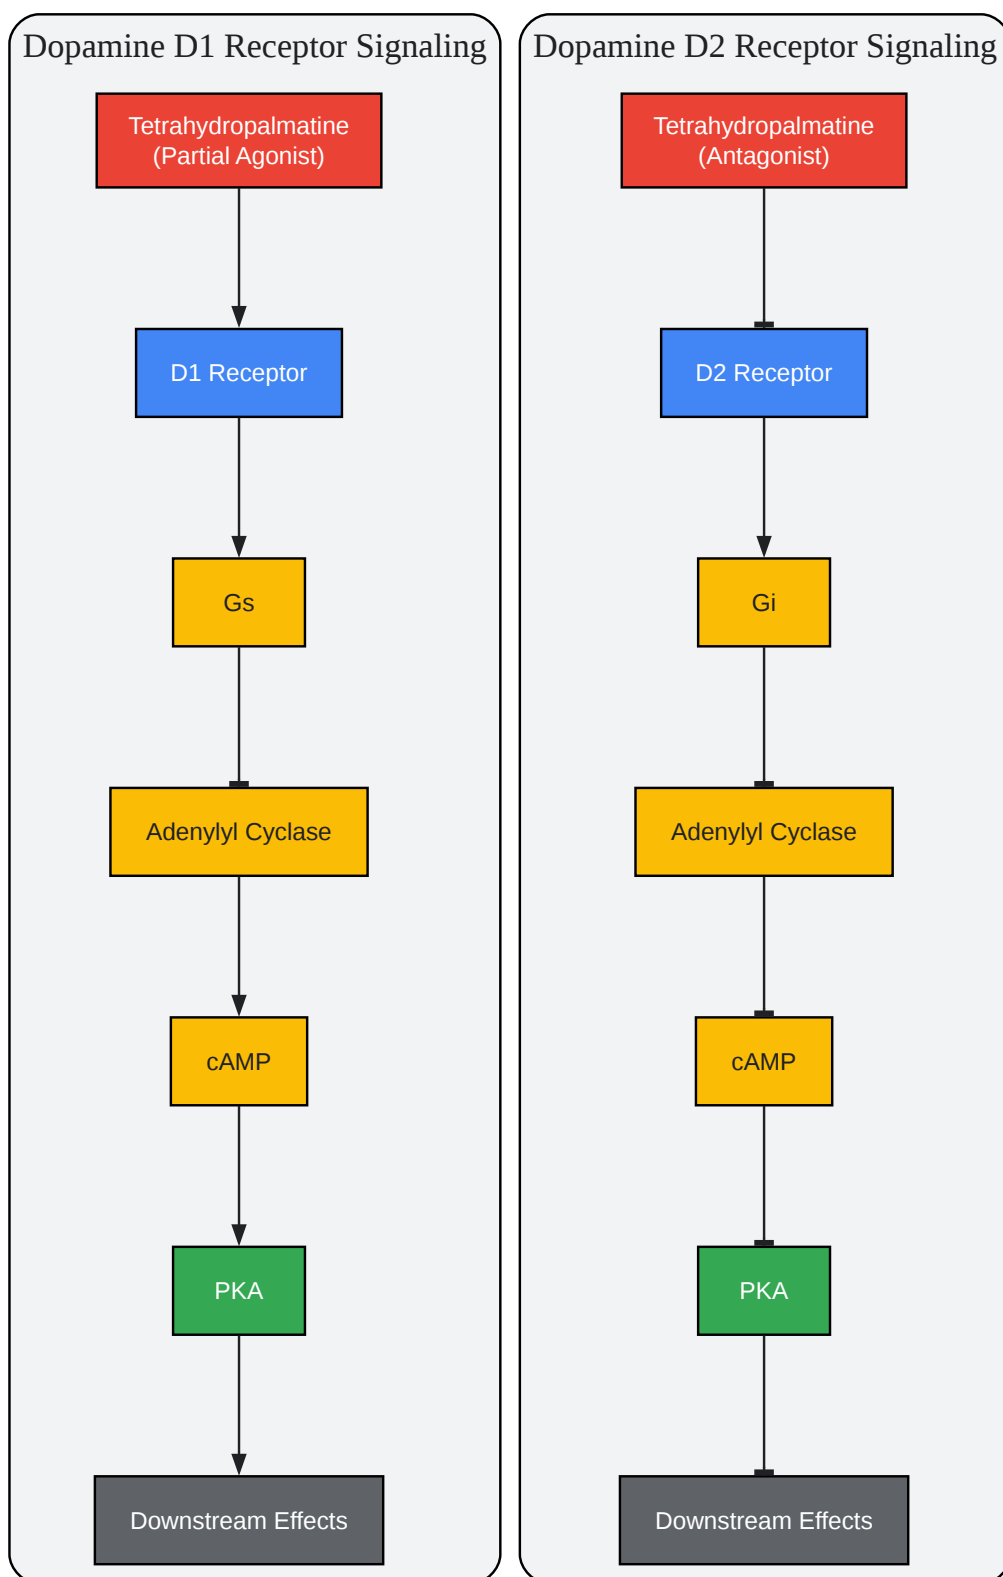 Dopamine D1 Receptor Signaling
Tetrahydropalmatine
(Partial Agonist)
D1 Receptor
Gs
Adenylyl Cyclase
cAMP
PKA
Downstream Effects
Dopamine D2 Receptor Signaling
Tetrahydropalmatine
(Antagonist)
D2 Receptor
Gi
Adenylyl Cyclase
cAMP
PKA
Downstream Effects